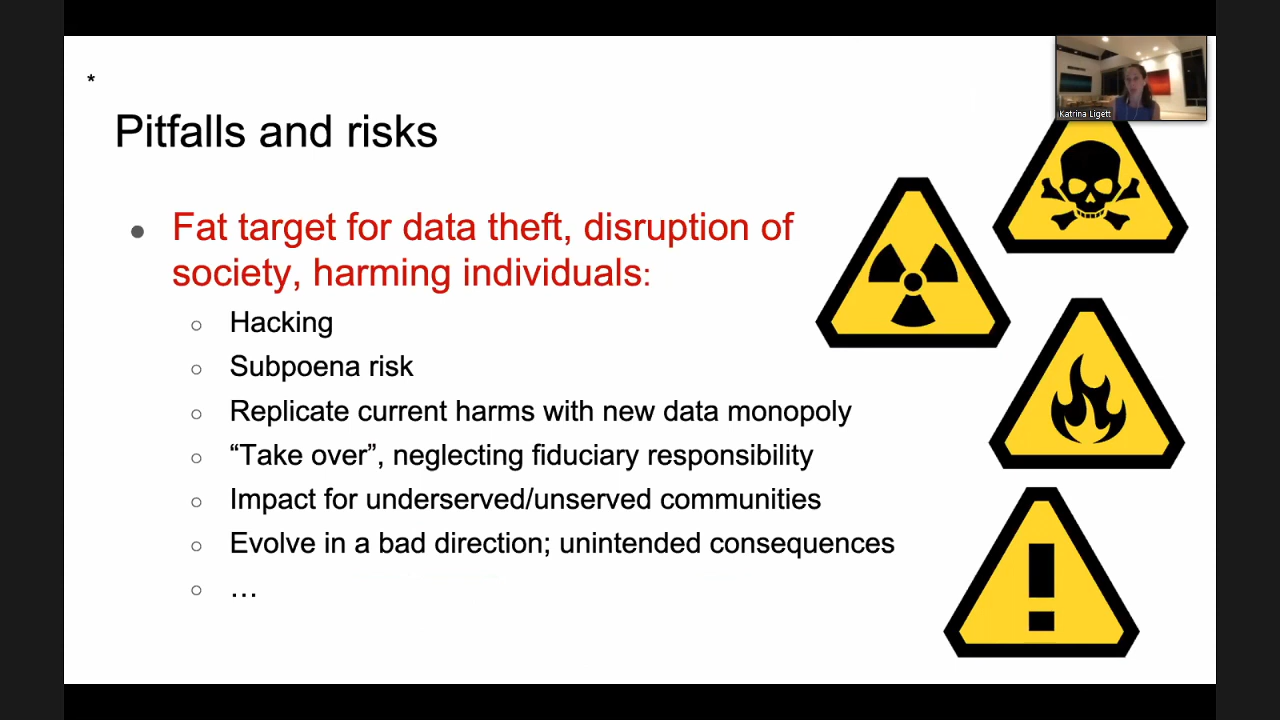 *
Katrina Ligett
Pitfalls and risks
● Fat target for data theft, disruption of
society, harming individuals:
○ Hacking
○ Subpoena risk
○ Replicate current harms with new data monopoly
○ “Take over”, neglecting fiduciary responsibility
○ Impact for underserved/unserved communities
○ Evolve in a bad direction; unintended consequences
○ …